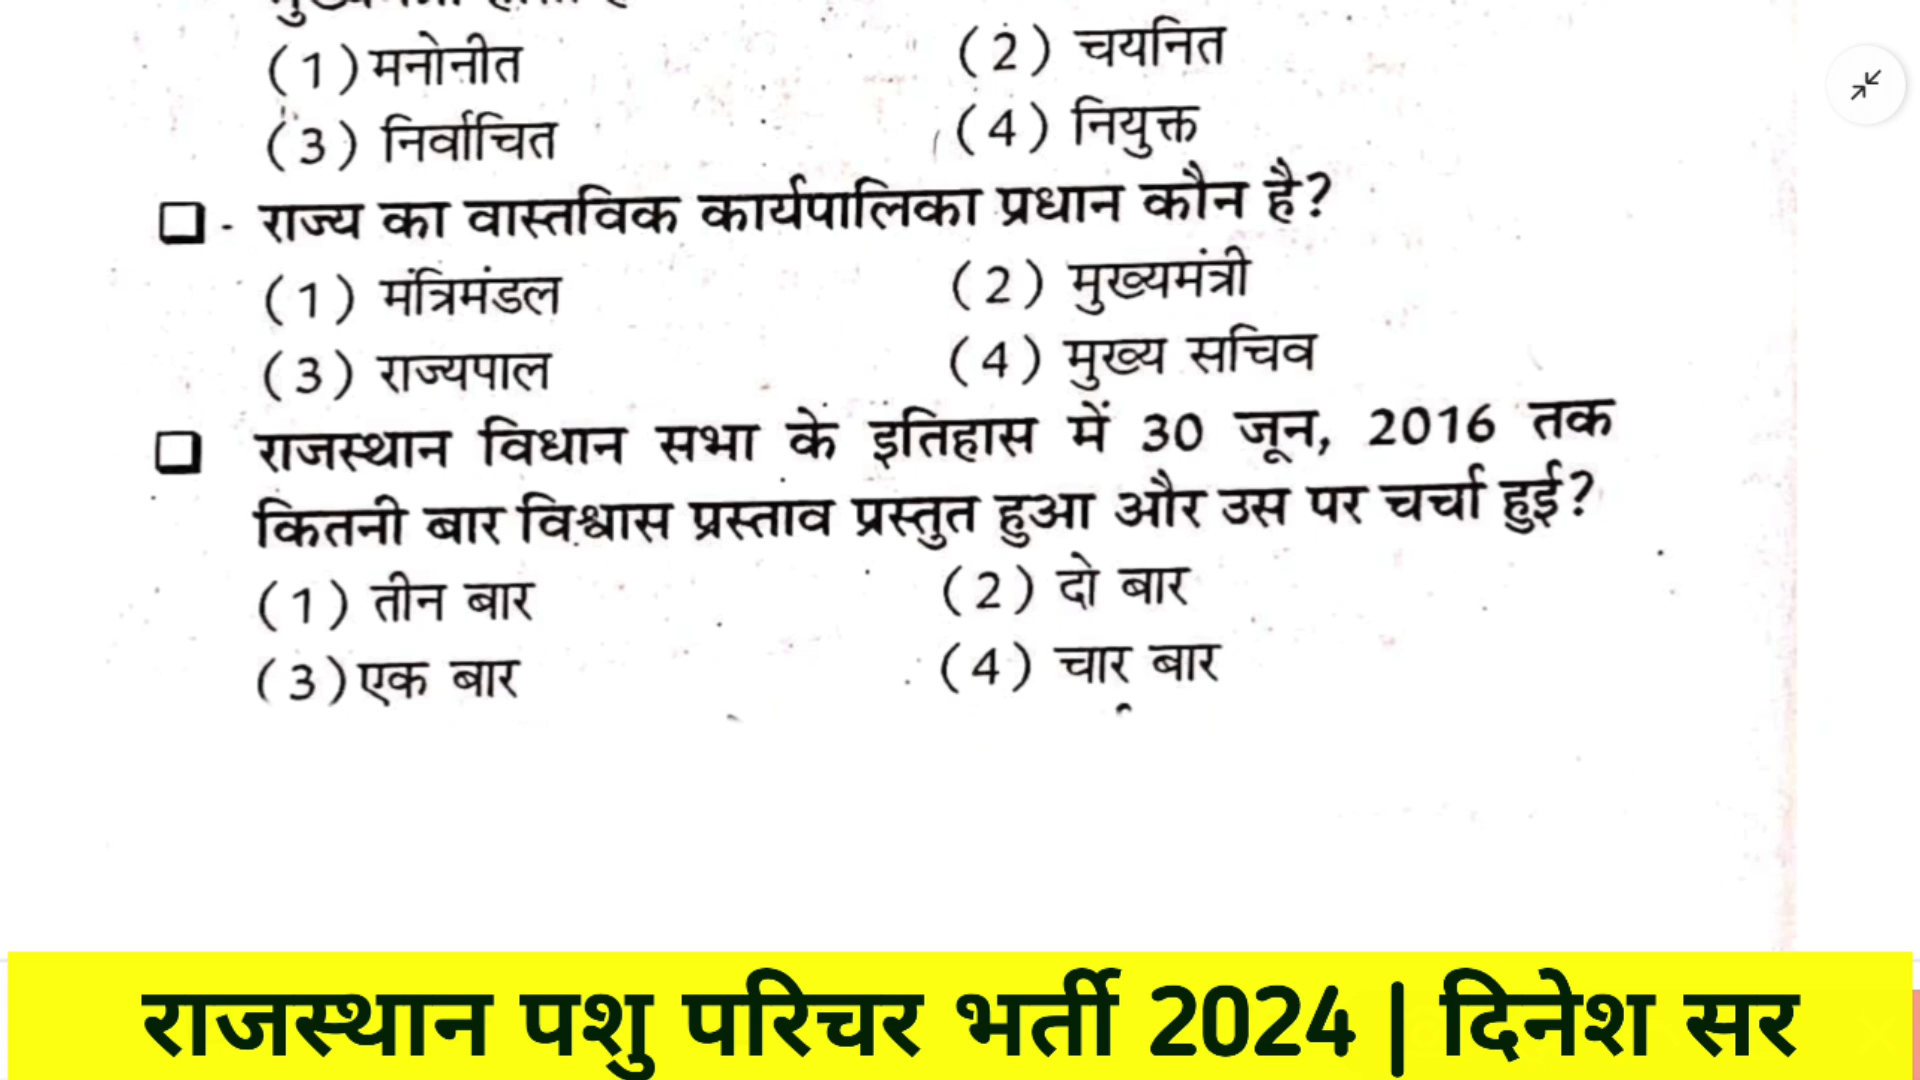 (1) मनोनीत (2) चयनित
(3) निर्वाचित (4) नियुक्त
राज्य का वास्तविक कार्यपालिका प्रधान कौन है?
(1) मंत्रिमंडल (2) मुख्यमंत्री
(3) राज्यपाल (4) मुख्य सचिव
राजस्थान विधान सभा के इतिहास में 30 जून, 2016 तक
कितनी बार विश्वास प्रस्ताव प्रस्तुत हुआ और उस पर चर्चा हुई?
(1) तीन बार (2) दो बार
(3) एक बार (4) चार बार
राजस्थान पशु परिचर भर्ती 2024 | दिनेश सर